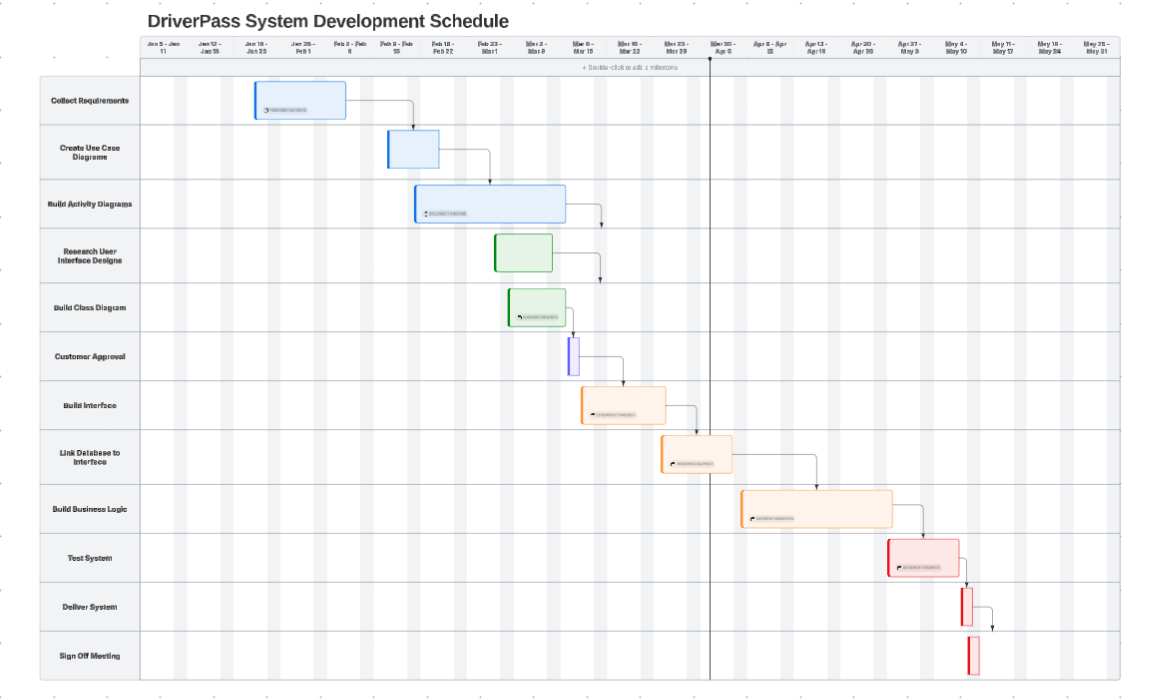 DriverPass System Development Schedule
Jan 5 - Jan 11
Jan 12 - Jan 18
Jan 19 - Jan 25
Jan 26 - Feb 1
Feb 2 - Feb 8
Feb 9 - Feb 15
Feb 16 - Feb 22
Feb 23 - Mar 1
Mar 2 - Mar 8
Mar 9 - Mar 15
Mar 16 - Mar 22
Mar 23 - Mar 29
Mar 30 - Apr 5
Apr 6 - Apr 12
Apr 13 - Apr 19
Apr 20 - Apr 26
Apr 27 - May 3
May 4 - May 10
May 11 - May 17
May 18 - May 24
May 25 - May 31
+ Double-click to add a milestone
Collect Requirements
Create Use Case
Diagrams
Build Activity Diagrams
Research User
Interface Designs
Build Class Diagram
Customer Approval
Build Interface
Link Database to
Interface
Build Business Logic
Test System
Deliver System
Sign Off Meeting